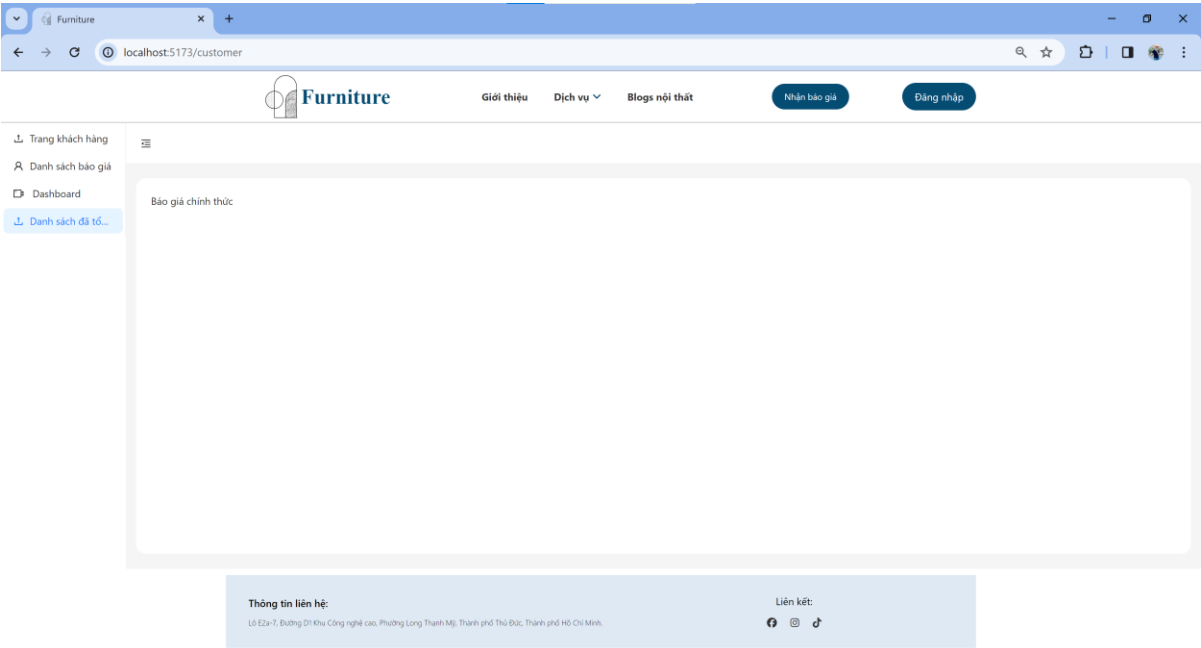 Furniture
localhost:5173/customer
Furniture
Giới thiệu Dịch vụ Blogs nội thất Nhận báo giá Đăng nhập
Trang khách hàng
Danh sách báo giá
Dashboard
Danh sách đã tổ...
Báo giá chính thức
Thông tin liên hệ:
Lô E2a-7, Đường D1 Khu Công nghệ cao, Phường Long Thạnh Mỹ, Thành phố Thủ Đức, Thành phố Hồ Chí Minh.
Liên kết: